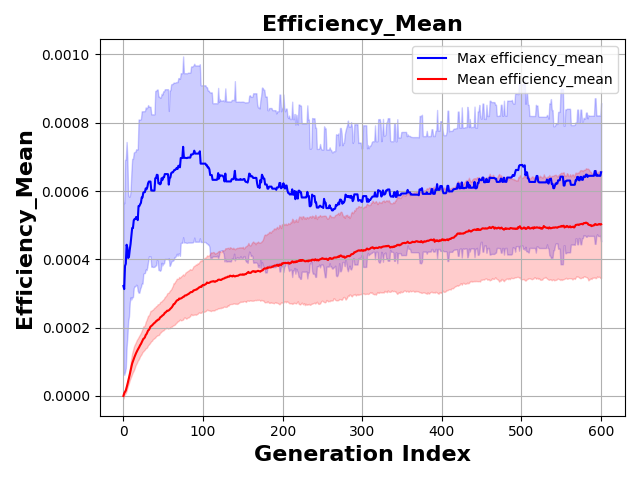 Efficiency_Mean
Max efficiency_mean
Mean efficiency_mean
Efficiency_Mean
0.0010
0.0008
0.0006
0.0004
0.0002
0.0000
0 100 200 300 400 500 600
Generation Index